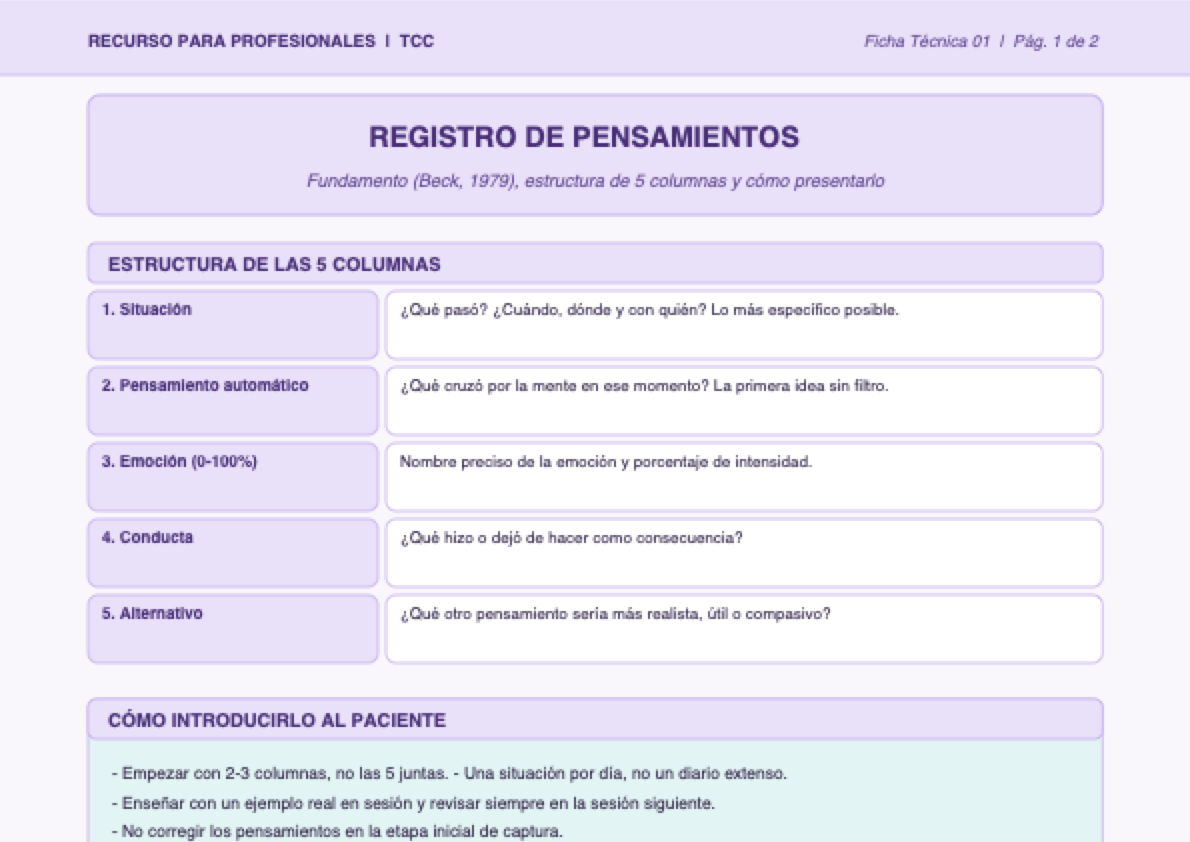 RECURSO PARA PROFESIONALES | TCC
Ficha Técnica 01 | Pág. 1 de 2
REGISTRO DE PENSAMIENTOS
Fundamento (Beck, 1979), estructura de 5 columnas y cómo presentarlo
ESTRUCTURA DE LAS 5 COLUMNAS
1. Situación
¿Qué pasó? ¿Cuándo, dónde y con quién? Lo más específico posible.
2. Pensamiento automático
¿Qué cruzó por la mente en ese momento? La primera idea sin filtro.
3. Emoción (0-100%)
Nombre preciso de la emoción y porcentaje de intensidad.
4. Conducta
¿Qué hizo o dejó de hacer como consecuencia?
5. Alternativo
¿Qué otro pensamiento sería más realista, útil o compasivo?
CÓMO INTRODUCIRLO AL PACIENTE
- Empezar con 2-3 columnas, no las 5 juntas. - Una situación por día, no un diario extenso.
- Enseñar con un ejemplo real en sesión y revisar siempre en la sesión siguiente.
- No corregir los pensamientos en la etapa inicial de captura.